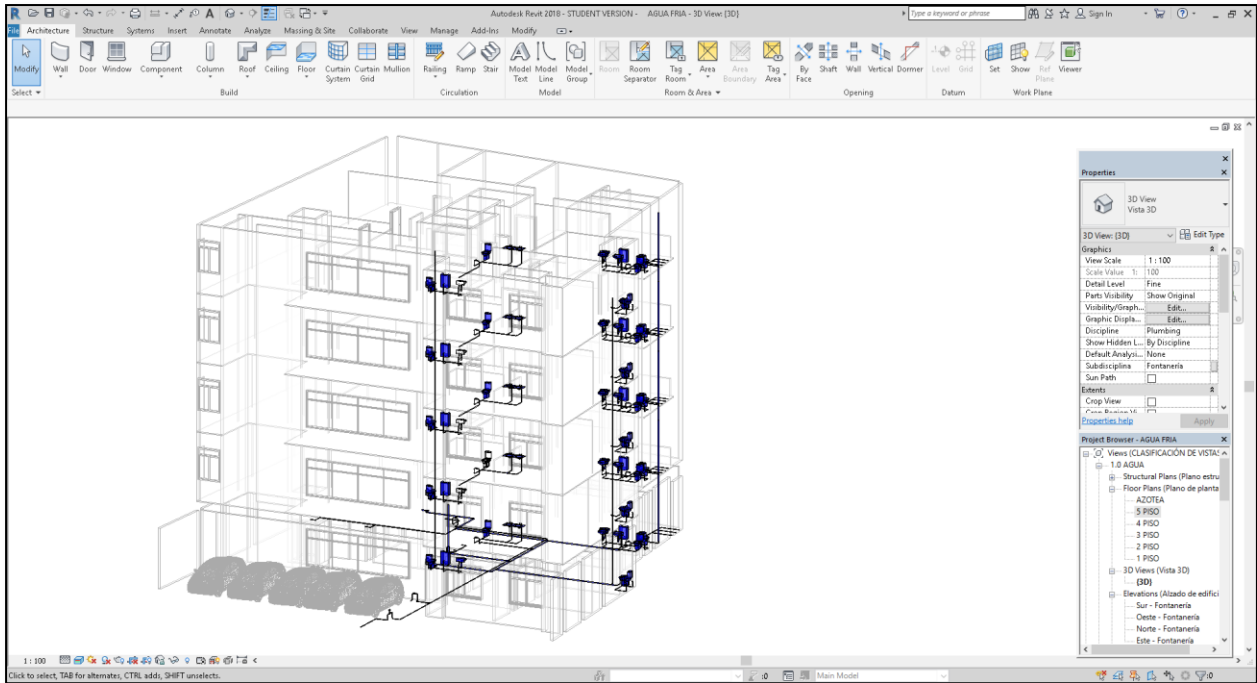 Autodesk Revit 2018 - STUDENT VERSION - AGUA FRIA - 3D View: {3D}
Type a keyword or phrase
Sign In
File Architecture Structure Systems Insert Annotate Analyze Massing & Site Collaborate View Manage Add-Ins Modify
Modify Wall Door Window Component Column Roof Ceiling Floor Curtain System Curtain Grid Mullion Railing Ramp Stair Model Text Model Line Model Group Room Room Separator Tag Room Area Area Boundary Tag Area By Face Shaft Wall Vertical Dormer Level Grid Set Show Ref Plane Viewer
Select Build Circulation Model Room & Area Opening Datum Work Plane
Properties
3D View
Vista 3D
3D View: {3D} Edit Type
Graphics
View Scale 1 : 100
Scale Value 1: 100
Detail Level Fine
Parts Visibility Show Original
Visibility/Graph... Edit...
Graphic Displa... Edit...
Discipline Plumbing
Show Hidden L... By Discipline
Default Analysi... None
Subdisciplina Fontanería
Sun Path
Extents
Crop View
Properties help Apply
Project Browser - AGUA FRIA
Views (CLASIFICACIÓN DE VISTAS
1.0 AGUA
Structural Plans (Plano estru
Floor Plans (Plano de planta
AZOTEA
5 PISO
4 PISO
3 PISO
2 PISO
1 PISO
3D Views (Vista 3D)
{3D}
Elevations (Alzado de edifici
Sur - Fontanería
Oeste - Fontanería
Norte - Fontanería
Este - Fontanería
1 : 100
Click to select, TAB for alternates, CTRL adds, SHIFT unselects.
:0
Main Model
:0